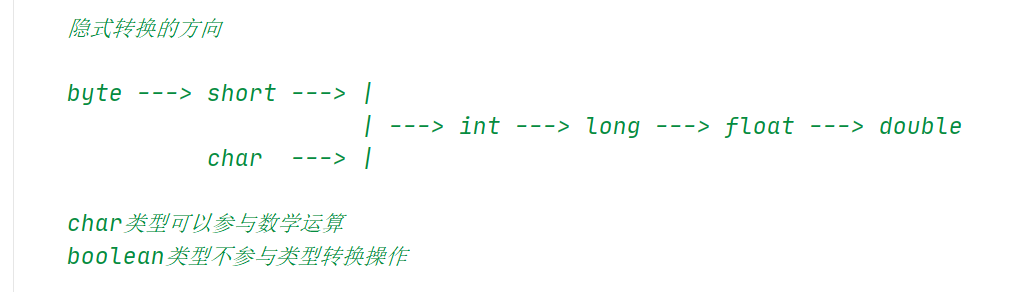 隐式转换的方向
byte ---> short ---> |
| ---> int ---> long ---> float ---> double
char ---> |
char类型可以参与数学运算
boolean类型不参与类型转换操作